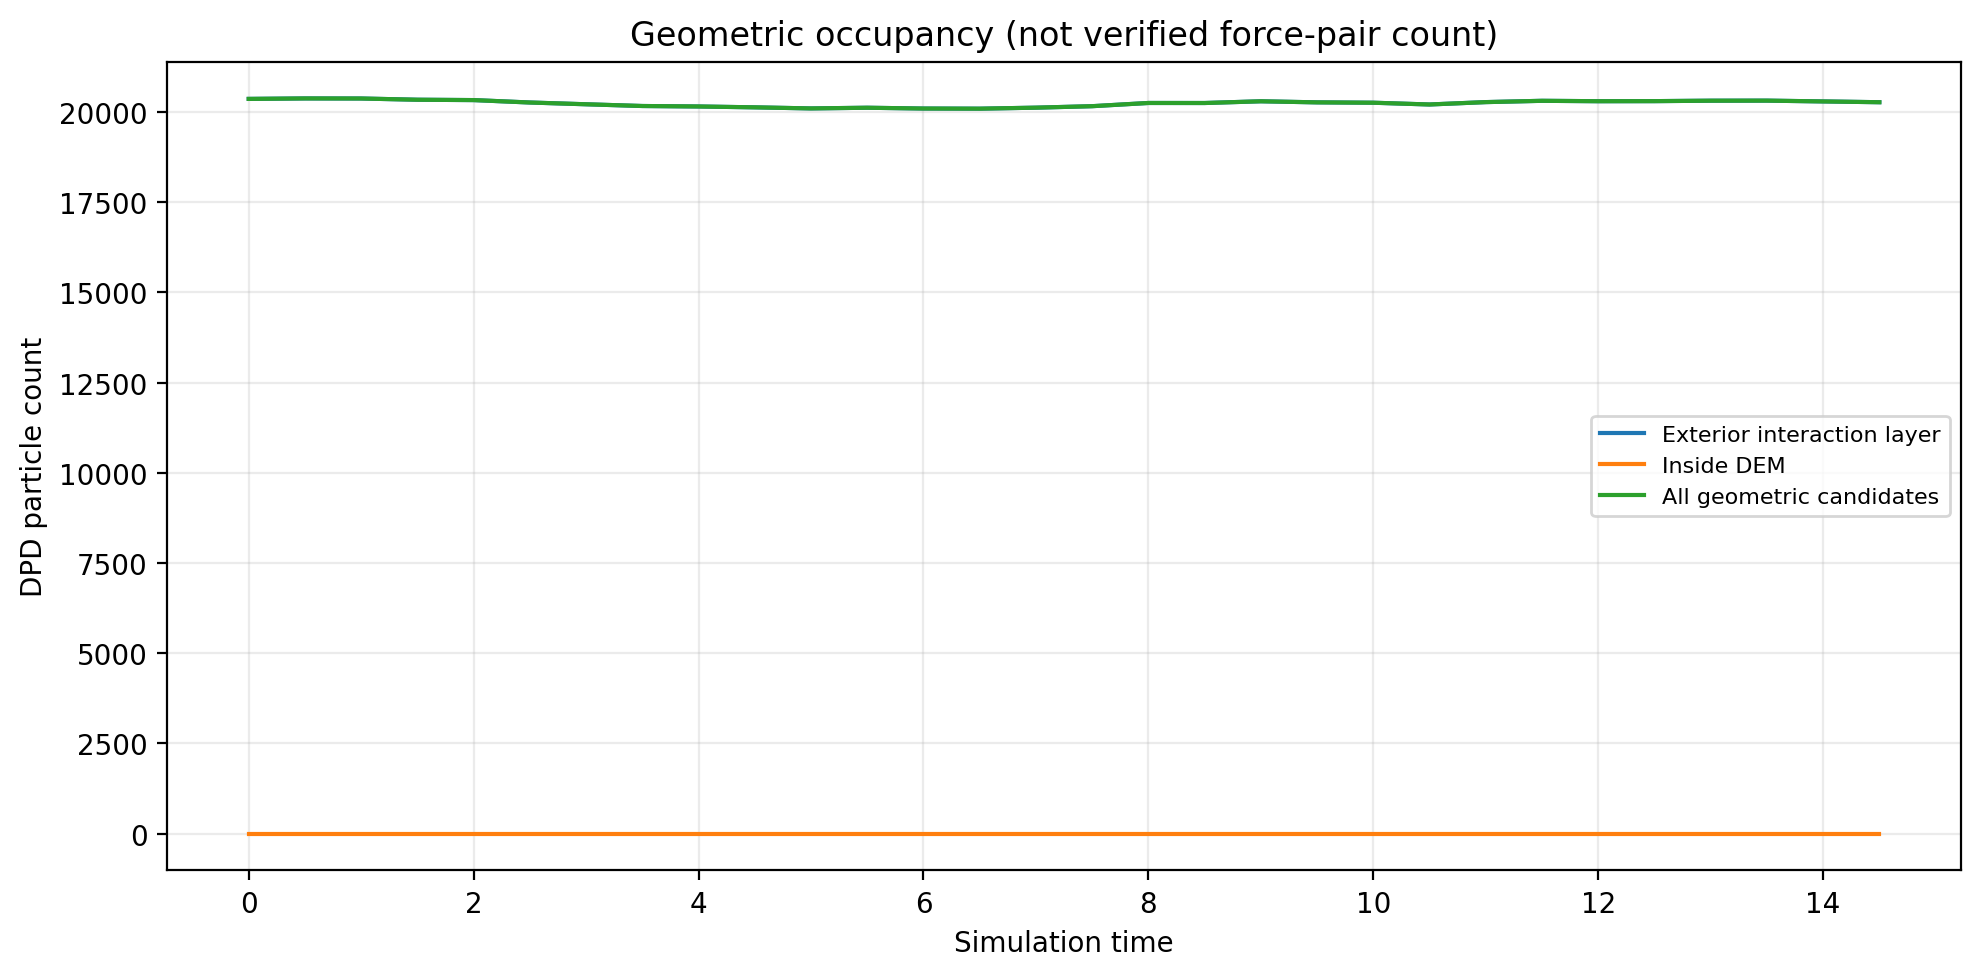 Geometric occupancy (not verified force-pair count)
20000
17500
15000
12500
10000
7500
5000
2500
0
DPD particle count
Exterior interaction layer
Inside DEM
All geometric candidates
0 2 4 6 8 10 12 14
Simulation time